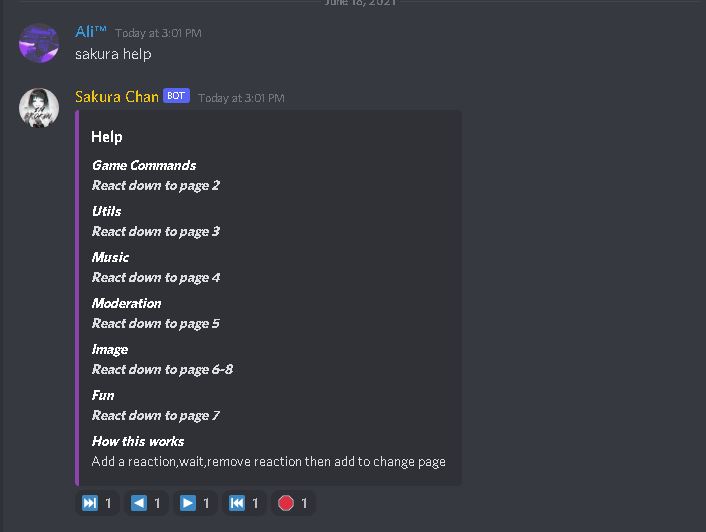 June 18, 2021
Ali™ Today at 3:01 PM
sakura help
Sakura Chan BOT Today at 3:01 PM
Help
Game Commands
React down to page 2
Utils
React down to page 3
Music
React down to page 4
Moderation
React down to page 5
Image
React down to page 6-8
Fun
React down to page 7
How this works
Add a reaction,wait,remove reaction then add to change page
1 1 1 1 1